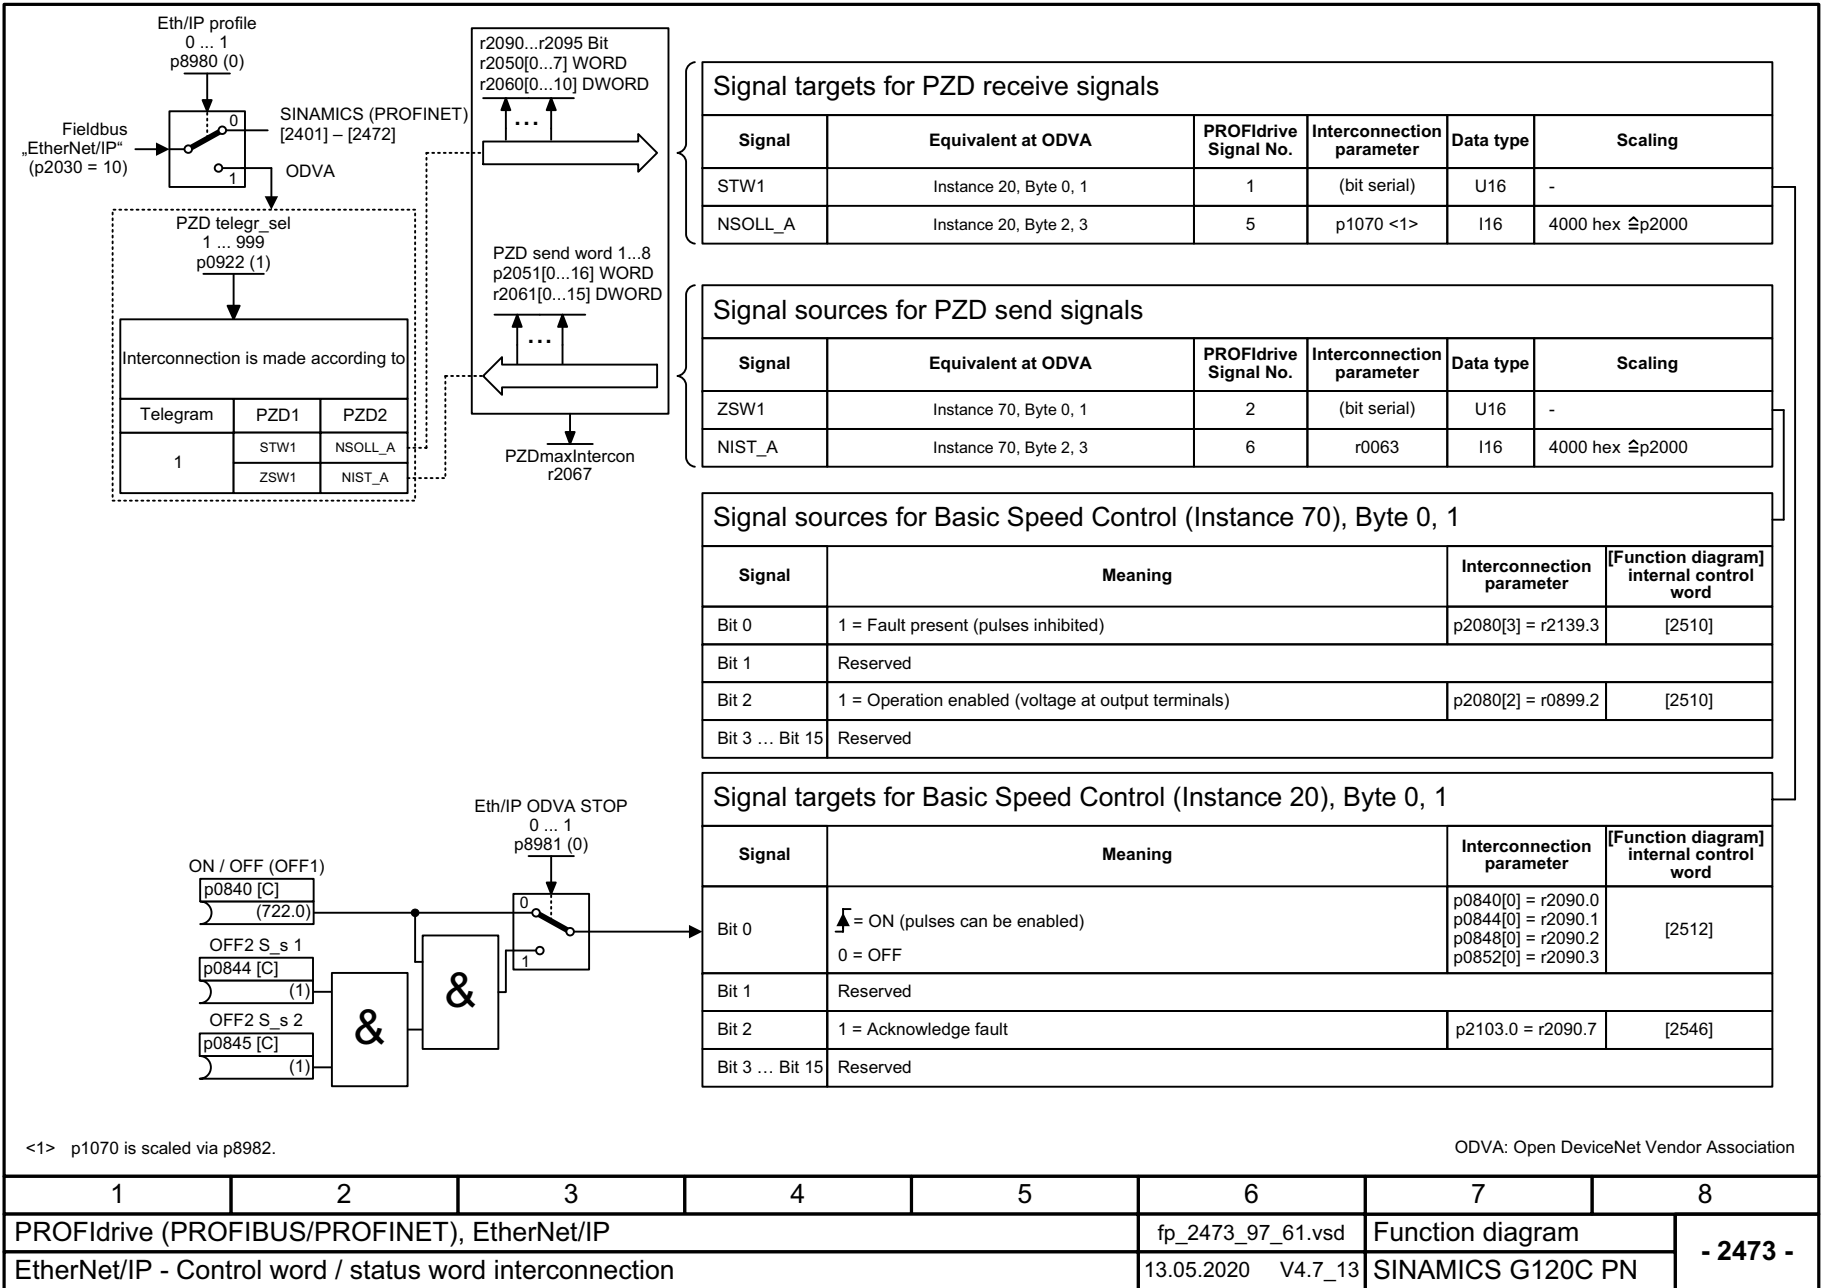 Eth/IP profile
0 ... 1
p8980 (0)
Fieldbus
„EtherNet/IP“
(p2030 = 10)
0
1
SINAMICS (PROFINET)
[2401] – [2472]
ODVA
PZD telegr_sel
1 ... 999
p0922 (1)
Interconnection is made according to
Telegram PZD1 PZD2
1 STW1 NSOLL_A
ZSW1 NIST_A
r2090...r2095 Bit
r2050[0...7] WORD
r2060[0...10] DWORD
...
PZD send word 1...8
p2051[0...16] WORD
r2061[0...15] DWORD
...
PZDmaxIntercon
r2067
Signal targets for PZD receive signals
Signal Equivalent at ODVA PROFIdrive Signal No. Interconnection parameter Data type Scaling
STW1 Instance 20, Byte 0, 1 1 (bit serial) U16 -
NSOLL_A Instance 20, Byte 2, 3 5 p1070 <1> I16 4000 hex ≙p2000
Signal sources for PZD send signals
Signal Equivalent at ODVA PROFIdrive Signal No. Interconnection parameter Data type Scaling
ZSW1 Instance 70, Byte 0, 1 2 (bit serial) U16 -
NIST_A Instance 70, Byte 2, 3 6 r0063 I16 4000 hex ≙p2000
Signal sources for Basic Speed Control (Instance 70), Byte 0, 1
Signal Meaning Interconnection parameter [Function diagram] internal control word
Bit 0 1 = Fault present (pulses inhibited) p2080[3] = r2139.3 [2510]
Bit 1 Reserved
Bit 2 1 = Operation enabled (voltage at output terminals) p2080[2] = r0899.2 [2510]
Bit 3 … Bit 15 Reserved
Signal targets for Basic Speed Control (Instance 20), Byte 0, 1
Signal Meaning Interconnection parameter [Function diagram] internal control word
Bit 0 = ON (pulses can be enabled)
0 = OFF
p0840[0] = r2090.0
p0844[0] = r2090.1
p0848[0] = r2090.2
p0852[0] = r2090.3
[2512]
Bit 1 Reserved
Bit 2 1 = Acknowledge fault p2103.0 = r2090.7 [2546]
Bit 3 … Bit 15 Reserved
Eth/IP ODVA STOP
0 ... 1
p8981 (0)
0
1
ON / OFF (OFF1)
p0840 [C]
(722.0)
OFF2 S_s 1
p0844 [C]
(1)
OFF2 S_s 2
p0845 [C]
(1)
&
&
<1> p1070 is scaled via p8982.
ODVA: Open DeviceNet Vendor Association
1 2 3 4 5 6 7 8
PROFIdrive (PROFIBUS/PROFINET), EtherNet/IP fp_2473_97_61.vsd Function diagram
- 2473 -
EtherNet/IP - Control word / status word interconnection 13.05.2020 V4.7_13 SINAMICS G120C PN